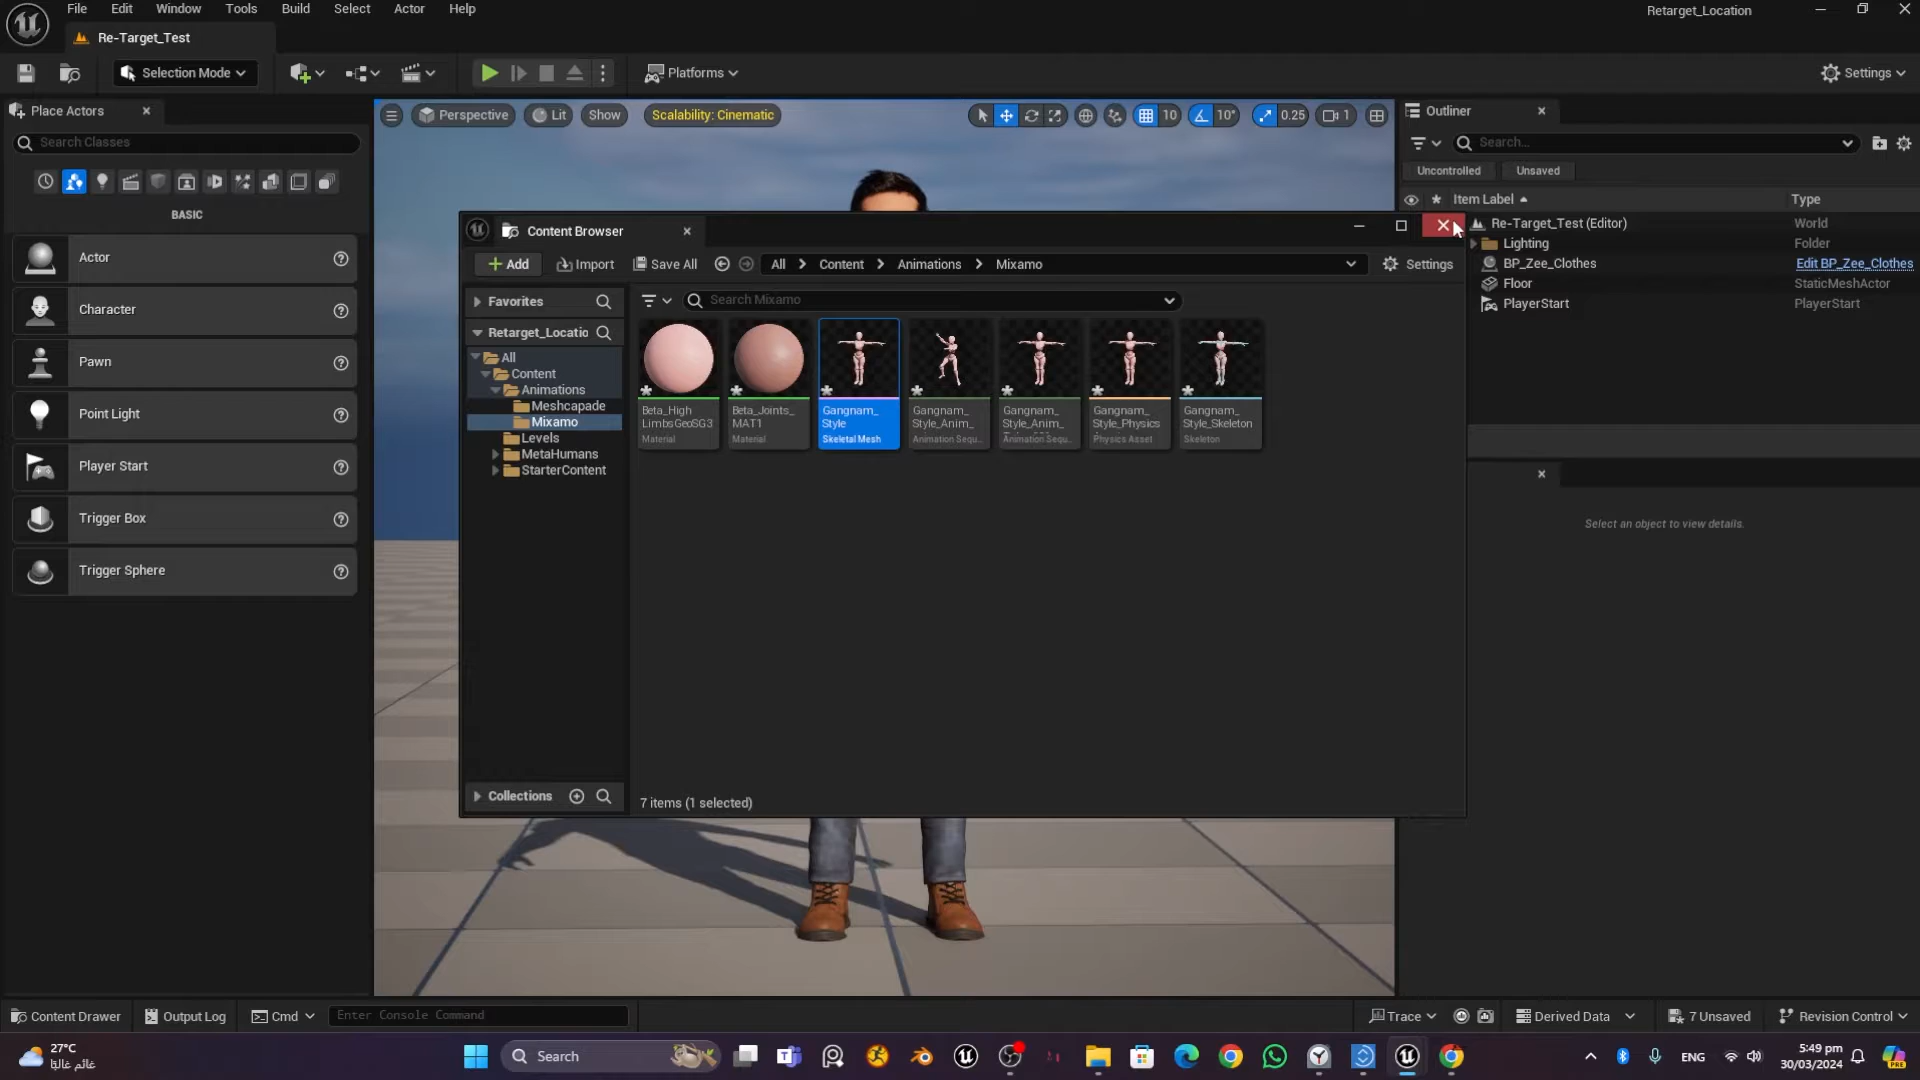 File Edit Window Tools Build Select Actor Help
Retarget_Location
Re-Target_Test
Selection Mode
Platforms
Settings
Place Actors
Search Classes
BASIC
Actor
Character
Pawn
Point Light
Player Start
Trigger Box
Trigger Sphere
Perspective Lit Show Scalability: Cinematic
10 10° 0.25 1
Outliner
Search...
Uncontrolled Unsaved
Item Label Type
Re-Target_Test (Editor) World
Lighting Folder
BP_Zee_Clothes Edit BP_Zee_Clothes
Floor StaticMeshActor
PlayerStart PlayerStart
Select an object to view details.
Content Browser
Add Import Save All All Content Animations Mixamo Settings
Favorites
Search Mixamo
Retarget_Locatio
All
Content
Animations
Meshcapade
Mixamo
Levels
MetaHumans
StarterContent
Beta_High
LimbsGeoSG3
Material
Beta_Joints_
MAT1
Material
Gangnam_
Style
Skeletal Mesh
Gangnam_
Style_Anim_
Animation Sequ..
Gangnam_
Style_Anim_
Animation Sequ..
Gangnam_
Style_Physics
Physics Asset
Gangnam_
Style_Skeleton
Skeleton
Collections
7 items (1 selected)
Content Drawer Output Log Cmd Enter Console Command
Trace Derived Data 7 Unsaved Revision Control
27°C
غائم غالبًا
Search
ENG
5:49 pm
30/03/2024
PRE